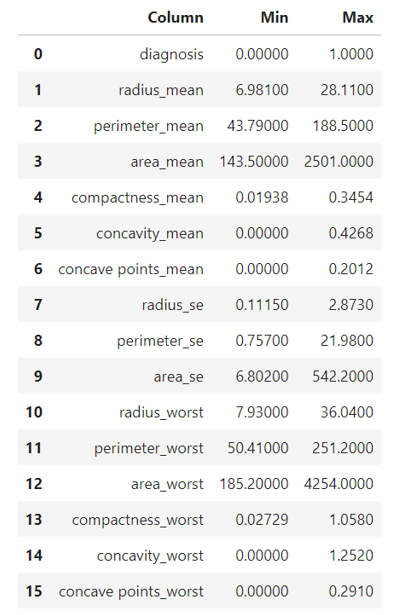 Column Min Max
0 diagnosis 0.00000 1.0000
1 radius_mean 6.98100 28.1100
2 perimeter_mean 43.79000 188.5000
3 area_mean 143.50000 2501.0000
4 compactness_mean 0.01938 0.3454
5 concavity_mean 0.00000 0.4268
6 concave points_mean 0.00000 0.2012
7 radius_se 0.11150 2.8730
8 perimeter_se 0.75700 21.9800
9 area_se 6.80200 542.2000
10 radius_worst 7.93000 36.0400
11 perimeter_worst 50.41000 251.2000
12 area_worst 185.20000 4254.0000
13 compactness_worst 0.02729 1.0580
14 concavity_worst 0.00000 1.2520
15 concave points_worst 0.00000 0.2910